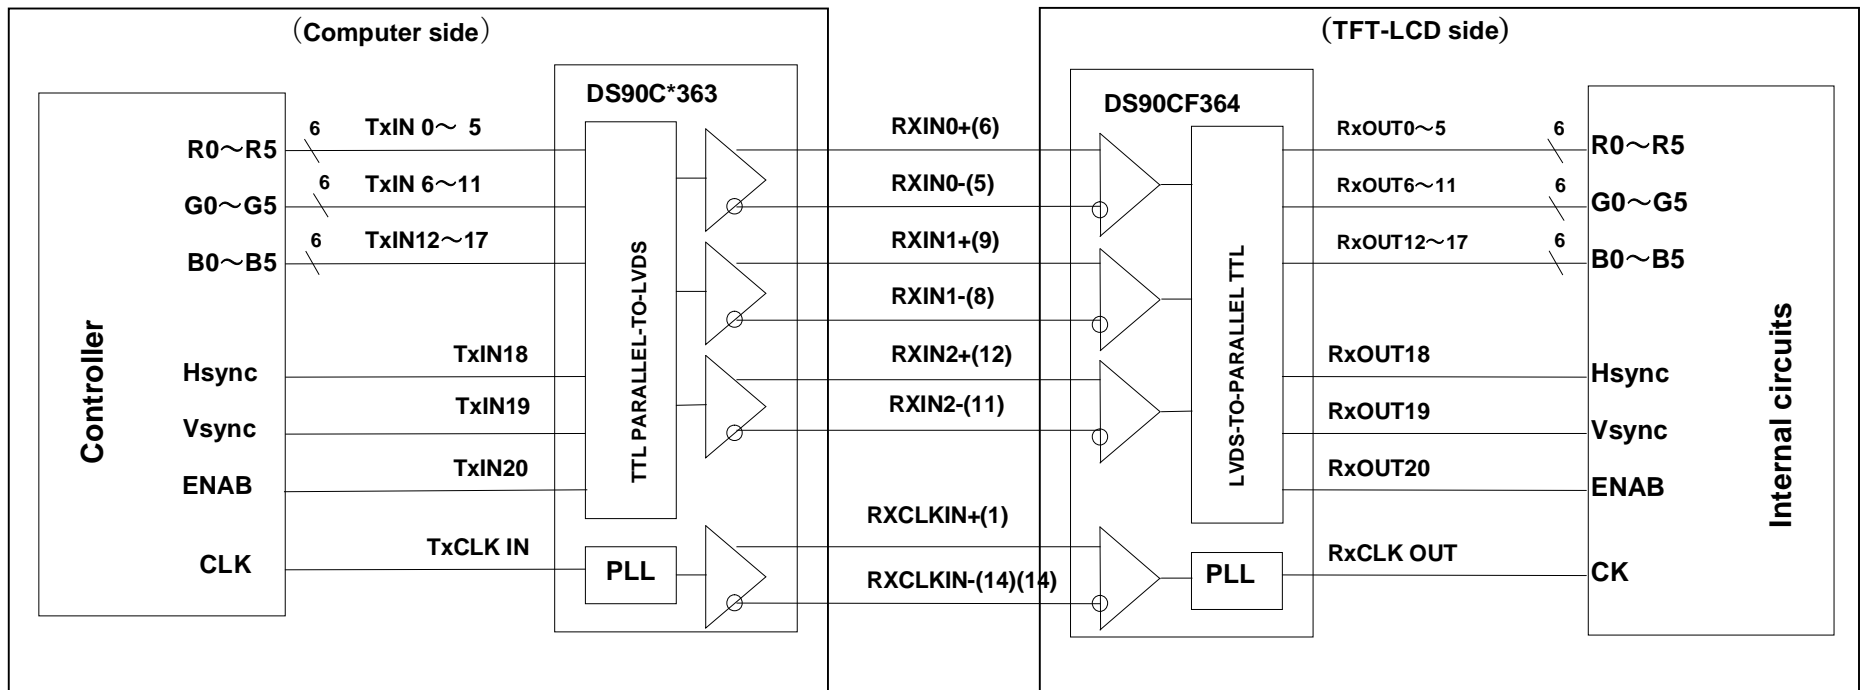 （Computer side）
DS90C*363
Controller
R0～R5
6
TxIN 0～ 5
G0～G5
6
TxIN 6～11
B0～B5
6
TxIN12～17
Hsync
TxIN18
Vsync
TxIN19
ENAB
TxIN20
CLK
TxCLK IN
TTL PARALLEL-TO-LVDS
PLL
RXIN0+(6)
RXIN0-(5)
RXIN1+(9)
RXIN1-(8)
RXIN2+(12)
RXIN2-(11)
RXCLKIN+(1)
RXCLKIN-(14)(14)
（TFT-LCD side）
DS90CF364
LVDS-TO-PARALLEL TTL
PLL
RxOUT0～5
6
R0～R5
RxOUT6～11
6
G0～G5
RxOUT12～17
6
B0～B5
RxOUT18
Hsync
RxOUT19
Vsync
RxOUT20
ENAB
RxCLK OUT
CK
Internal circuits